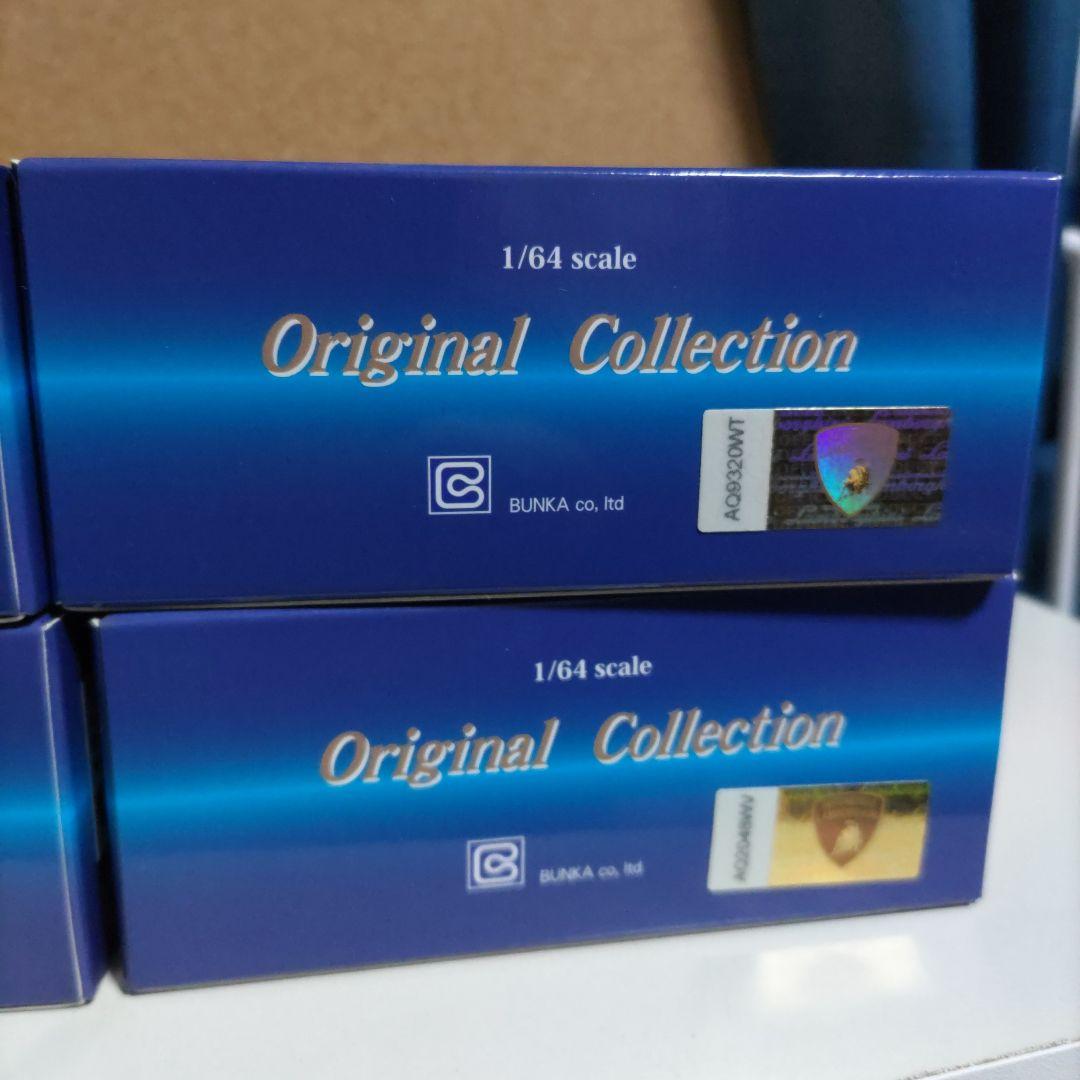 1/64 scale
Original Collection
BUNKA co, ltd
AQ9320WT
1/64 scale
Original Collection
BUNKA co, ltd